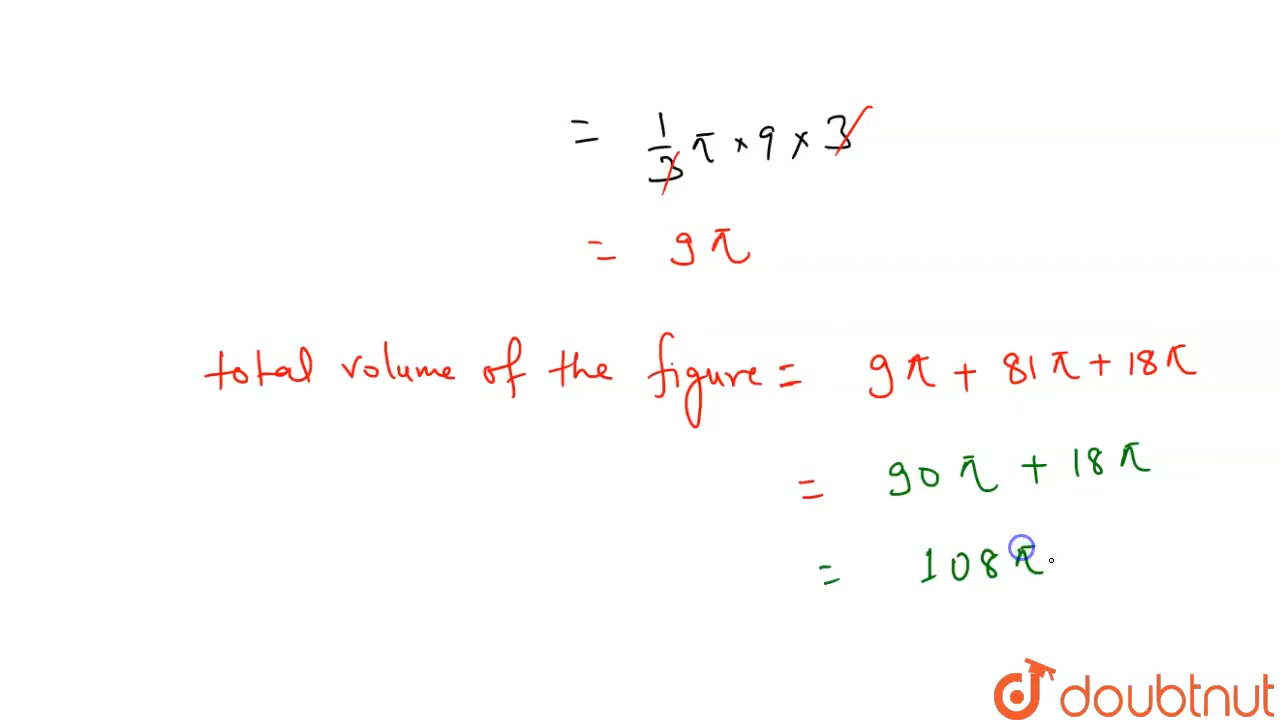 = 1/3 π × 9 × 3
= 9π
total volume of the figure = 9π + 81π + 18π
= 90π + 18π
= 108π
doubtnut